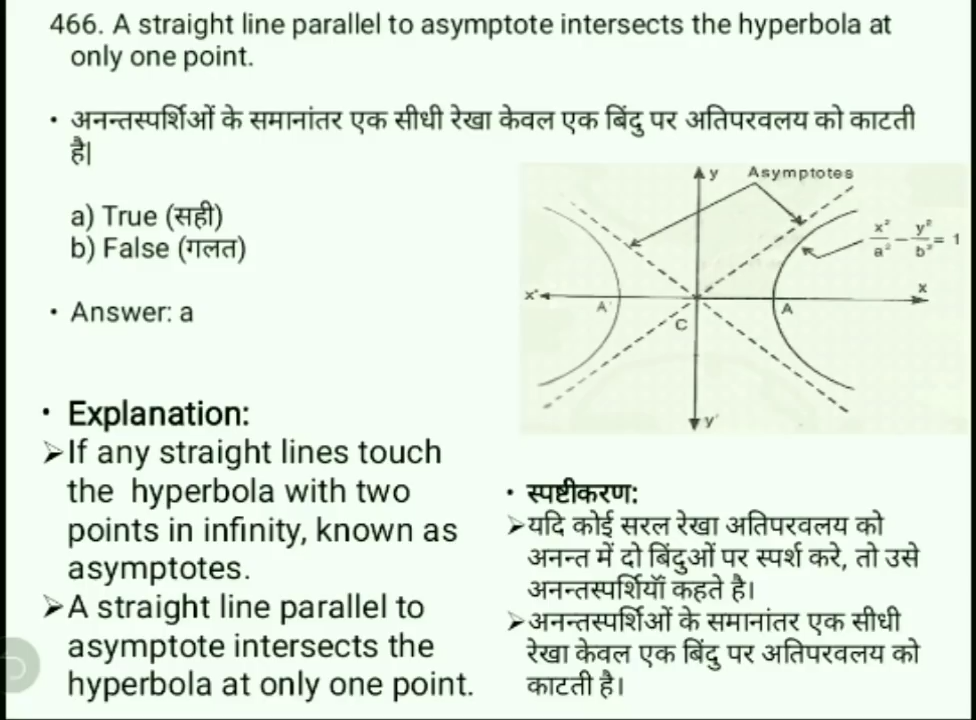 466. A straight line parallel to asymptote intersects the hyperbola at
only one point.
• अनन्तस्पर्शिओं के समानांतर एक सीधी रेखा केवल एक बिंदु पर अतिपरवलय को काटती
है|
a) True (सही)
b) False (गलत)
• Answer: a
y Asymptotes
x²/a² - y²/b² = 1
x' A' C A x
y'
• Explanation:
➢If any straight lines touch
the hyperbola with two
points in infinity, known as
asymptotes.
➢A straight line parallel to
asymptote intersects the
hyperbola at only one point.
• स्पष्टीकरण:
➢यदि कोई सरल रेखा अतिपरवलय को
अनन्त में दो बिंदुओं पर स्पर्श करे, तो उसे
अनन्तस्पर्शियाँ कहते है।
➢अनन्तस्पर्शिओं के समानांतर एक सीधी
रेखा केवल एक बिंदु पर अतिपरवलय को
काटती है।